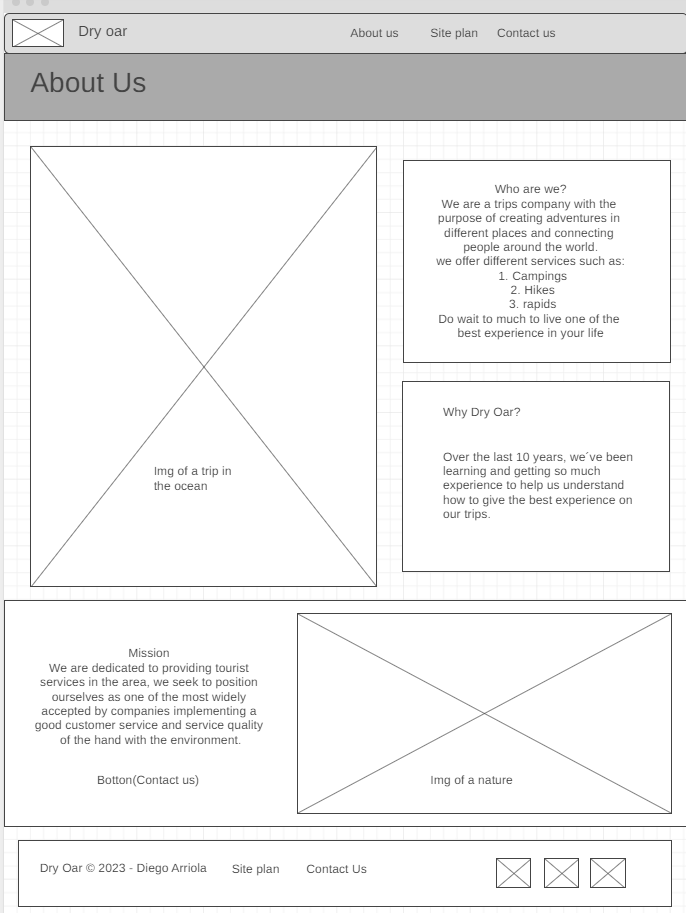 Dry oar
About us
Site plan
Contact us
About Us
Img of a trip in
the ocean
Who are we?
We are a trips company with the
purpose of creating adventures in
different places and connecting
people around the world.
we offer different services such as:
1. Campings
2. Hikes
3. rapids
Do wait to much to live one of the
best experience in your life
Why Dry Oar?
Over the last 10 years, we´ve been
learning and getting so much
experience to help us understand
how to give the best experience on
our trips.
Mission
We are dedicated to providing tourist
services in the area, we seek to position
ourselves as one of the most widely
accepted by companies implementing a
good customer service and service quality
of the hand with the environment.
Botton(Contact us)
Img of a nature
Dry Oar © 2023 - Diego Arriola
Site plan
Contact Us